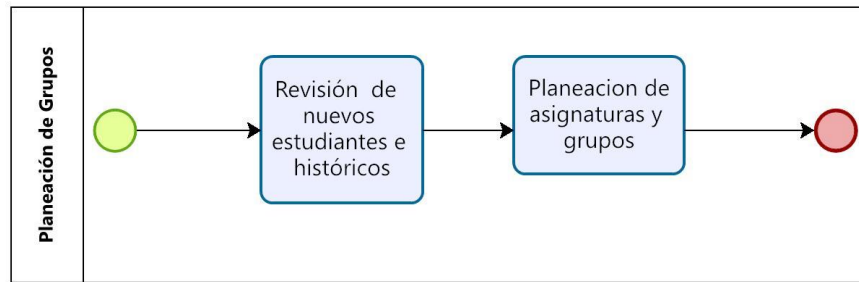 Planeación de Grupos
Revisión de
nuevos
estudiantes e
históricos
Planeacion de
asignaturas y
grupos